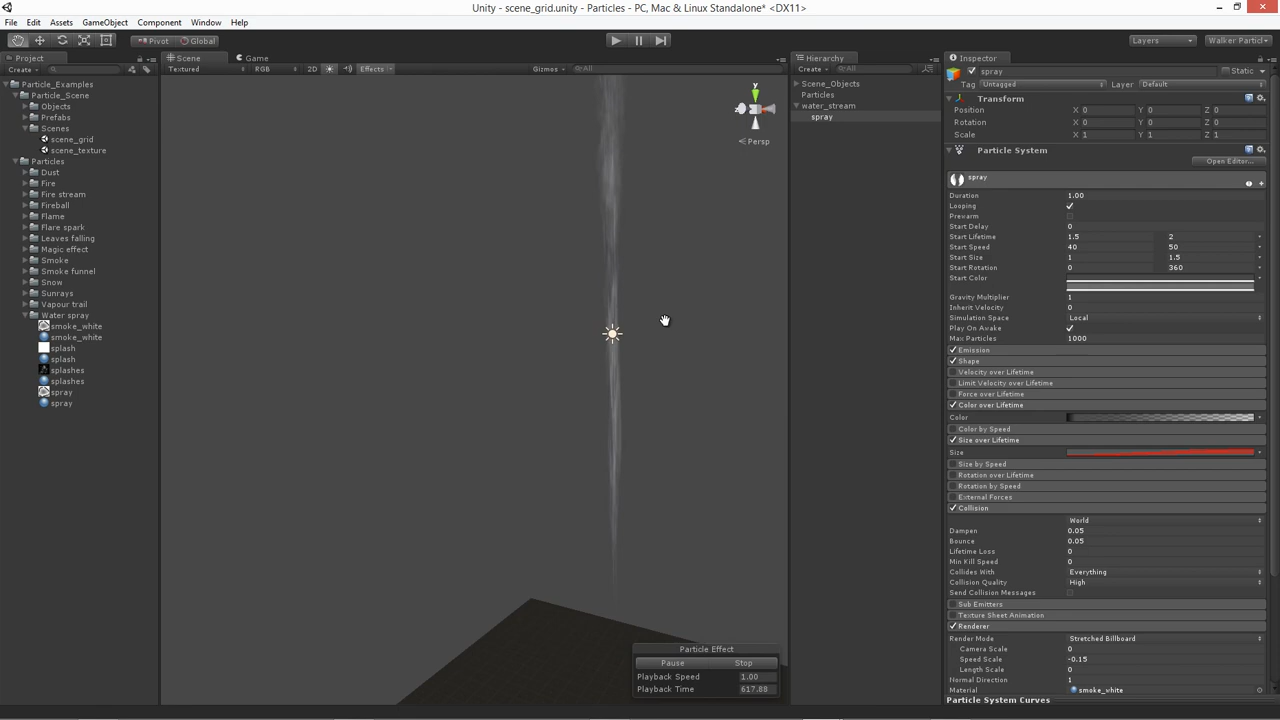 Unity - scene_grid.unity - Particles - PC, Mac & Linux Standalone* <DX11>
File Edit Assets GameObject Component Window Help
Pivot Global Layers Walker Particl
Project
Create
Particle_Examples
Particle_Scene
Objects
Prefabs
Scenes
scene_grid
scene_texture
Particles
Dust
Fire
Fire stream
Fireball
Flame
Flare spark
Leaves falling
Magic effect
Smoke
Smoke funnel
Snow
Sunrays
Vapour trail
Water spray
smoke_white
smoke_white
splash
splash
splashes
splashes
spray
spray
Scene Game
Textured RGB 2D Effects Gizmos All
y
Persp
Particle Effect
Pause Stop
Playback Speed 1.00
Playback Time 617.88
Hierarchy
Create All
Scene_Objects
Particles
water_stream
spray
Inspector
spray Static
Tag Untagged Layer Default
Transform
Position X 0 Y 0 Z 0
Rotation X 0 Y 0 Z 0
Scale X 1 Y 1 Z 1
Particle System
Open Editor...
spray
Duration 1.00
Looping
Prewarm
Start Delay 0
Start Lifetime 1.5 2
Start Speed 40 50
Start Size 1 1.5
Start Rotation 0 360
Start Color
Gravity Multiplier 1
Inherit Velocity 0
Simulation Space Local
Play On Awake
Max Particles 1000
Emission
Shape
Velocity over Lifetime
Limit Velocity over Lifetime
Force over Lifetime
Color over Lifetime
Color
Color by Speed
Size over Lifetime
Size
Size by Speed
Rotation over Lifetime
Rotation by Speed
External Forces
Collision
World
Dampen 0.05
Bounce 0.05
Lifetime Loss 0
Min Kill Speed 0
Collides With Everything
Collision Quality High
Send Collision Messages
Sub Emitters
Texture Sheet Animation
Renderer
Render Mode Stretched Billboard
Camera Scale 0
Speed Scale -0.15
Length Scale 0
Normal Direction 1
Material smoke_white
Particle System Curves